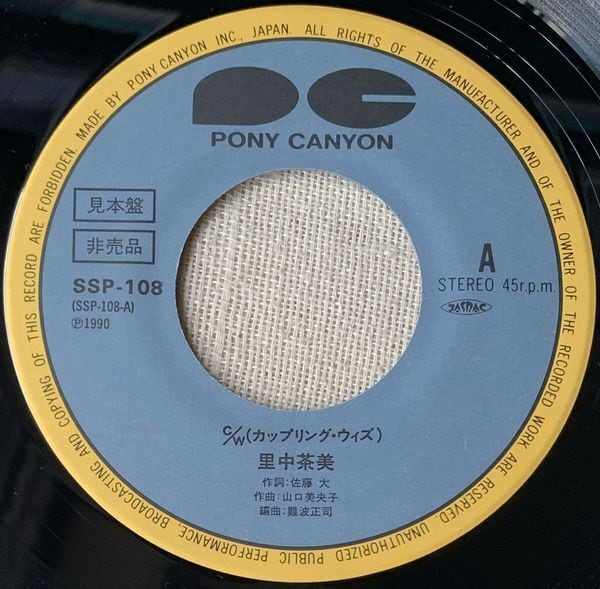 MADE BY PONY CANYON INC., JAPAN. ALL RIGHTS OF THE MANUFACTURER AND OF THE OWNER OF THE RECORDED WORK ARE RESERVED. UNAUTHORIZED PUBLIC PERFORMANCE, BROADCASTING AND COPYING OF THIS RECORD ARE FORBIDDEN.
PC
PONY CANYON
見本盤
非売品
SSP-108
(SSP-108-A)
Ⓟ1990
A
STEREO 45r.p.m.
JASRAC
C/W(カップリング・ウィズ)
里中茶美
作詞:佐藤 大
作曲:山口美央子
編曲:難波正司